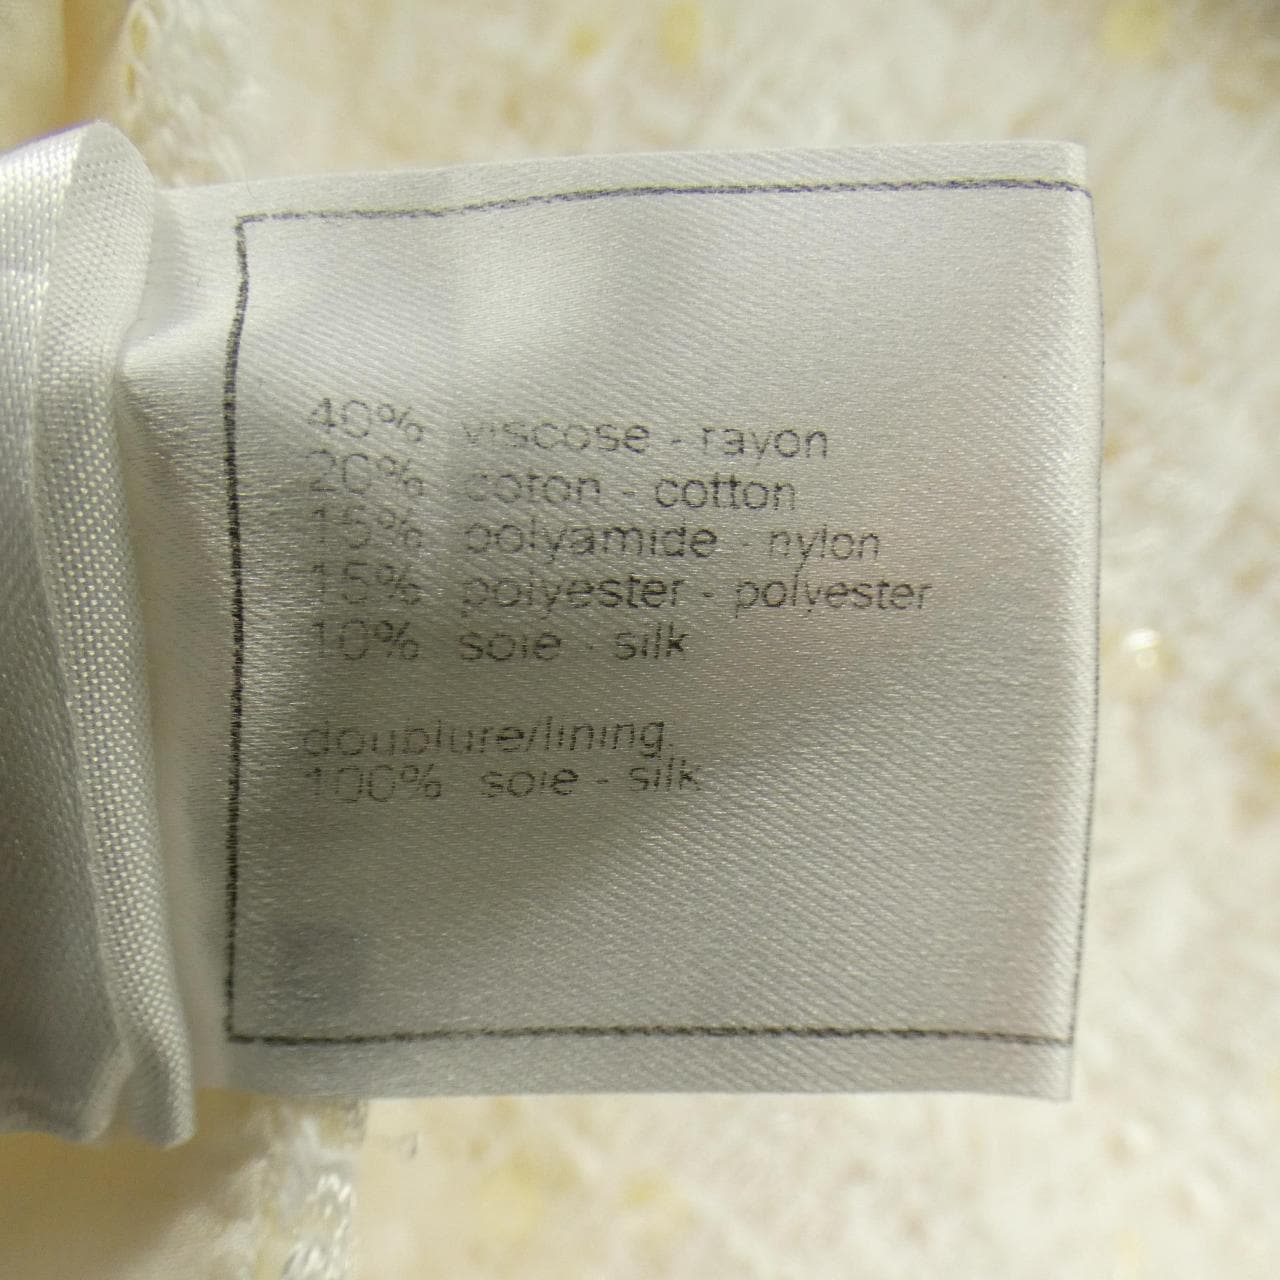 40% viscose - rayon
20% coton - cotton
15% polyamide - nylon
15% polyester - polyester
10% soie - silk
doublure/lining
100% soie - silk